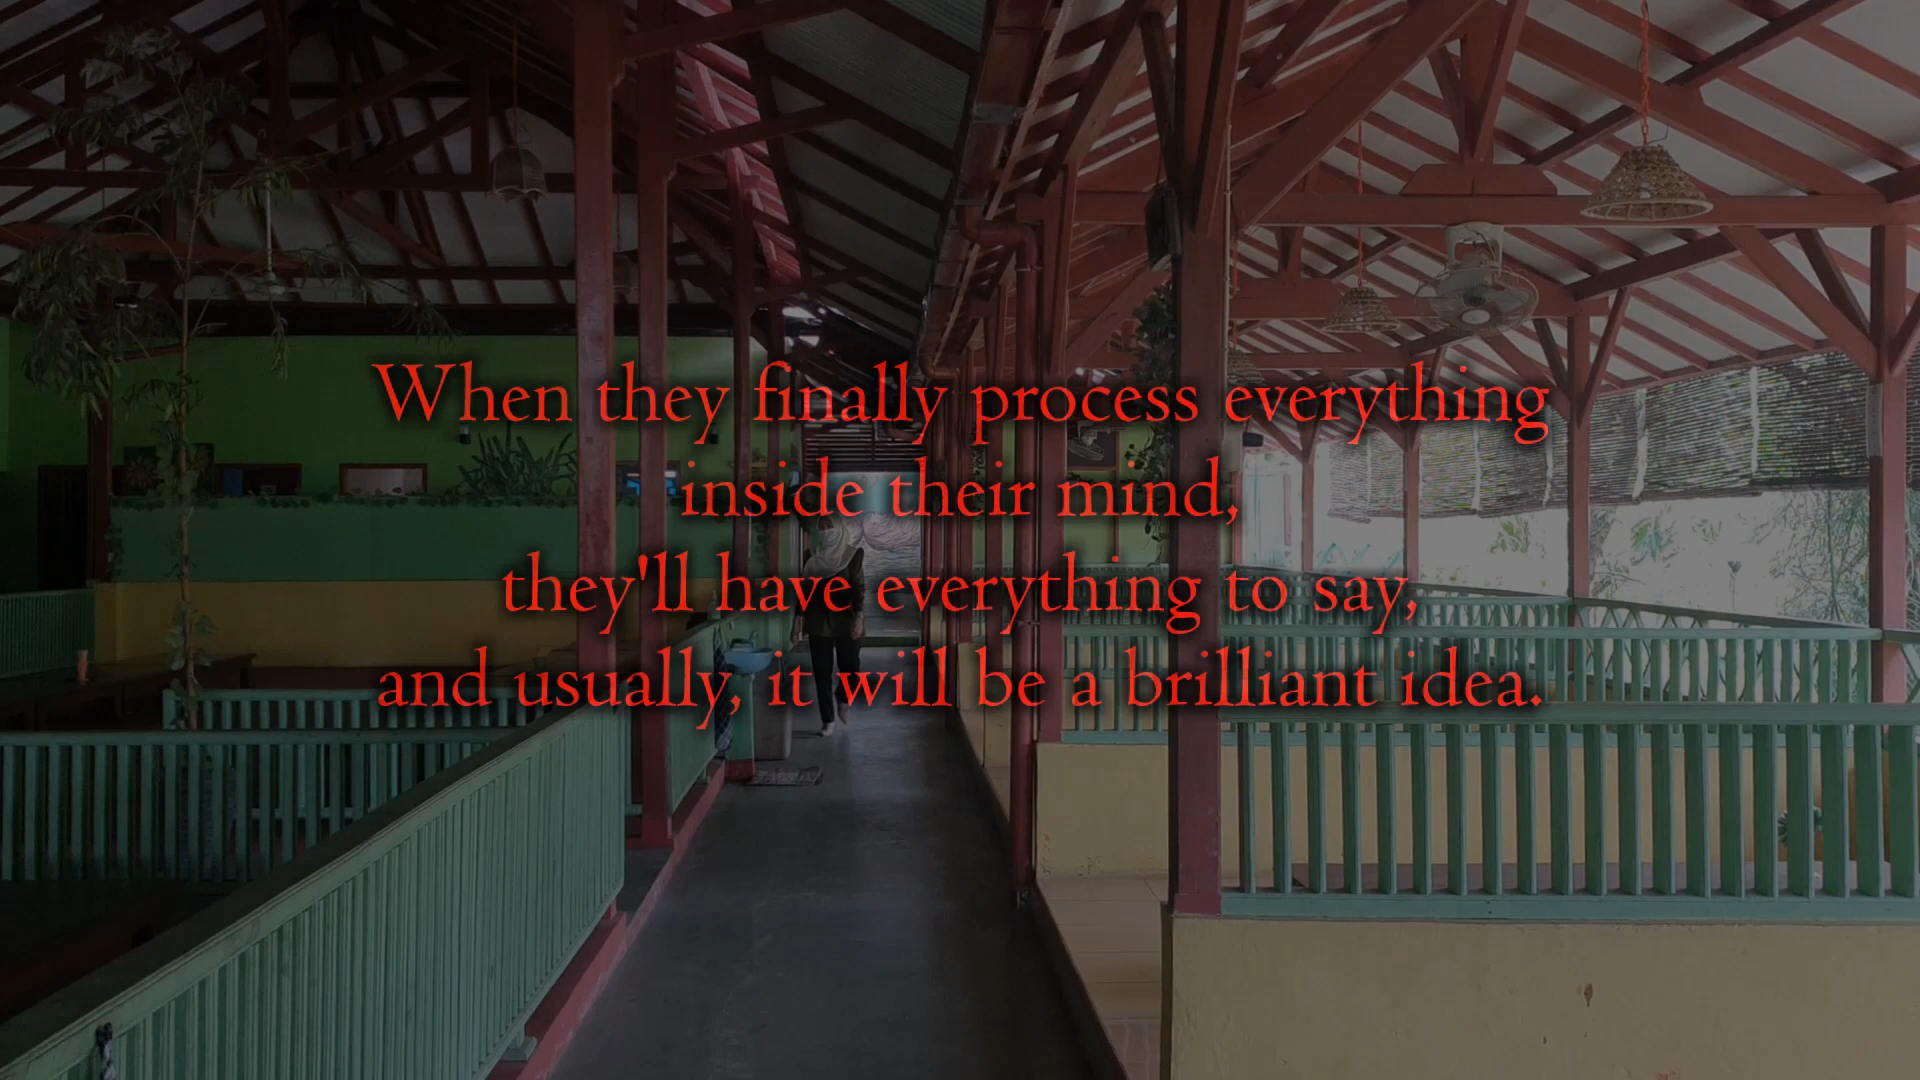 When they finally process everything
inside their mind,
they'll have everything to say,
and usually, it will be a brilliant idea.